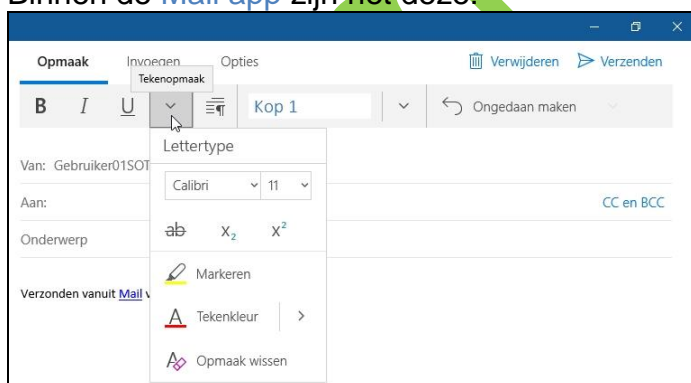 Binnen de Mail app zijn het deze:
Opmaak Invoegen Opties Verwijderen Verzenden
Tekenopmaak
B I U Kop 1 Ongedaan maken
Lettertype
Van: Gebruiker01SOT
Calibri 11
Aan: CC en BCC
ab x₂ x²
Onderwerp
Markeren
Verzonden vanuit Mail v
A Tekenkleur
A Opmaak wissen